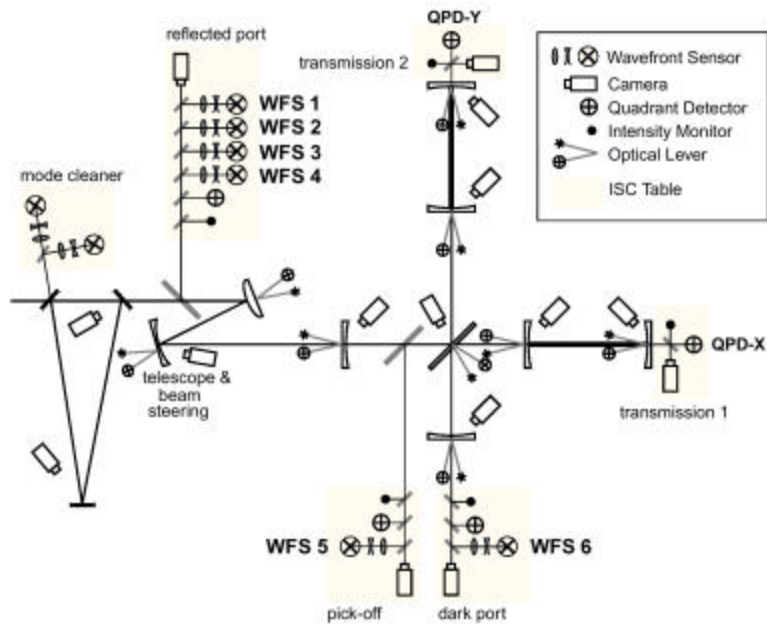 QPD-Y
reflected port
transmission 2
Wavefront Sensor
Camera
Quadrant Detector
Intensity Monitor
Optical Lever
ISC Table
WFS 1
WFS 2
WFS 3
WFS 4
mode cleaner
QPD-X
telescope &
beam
steering
transmission 1
WFS 5
WFS 6
pick-off
dark port